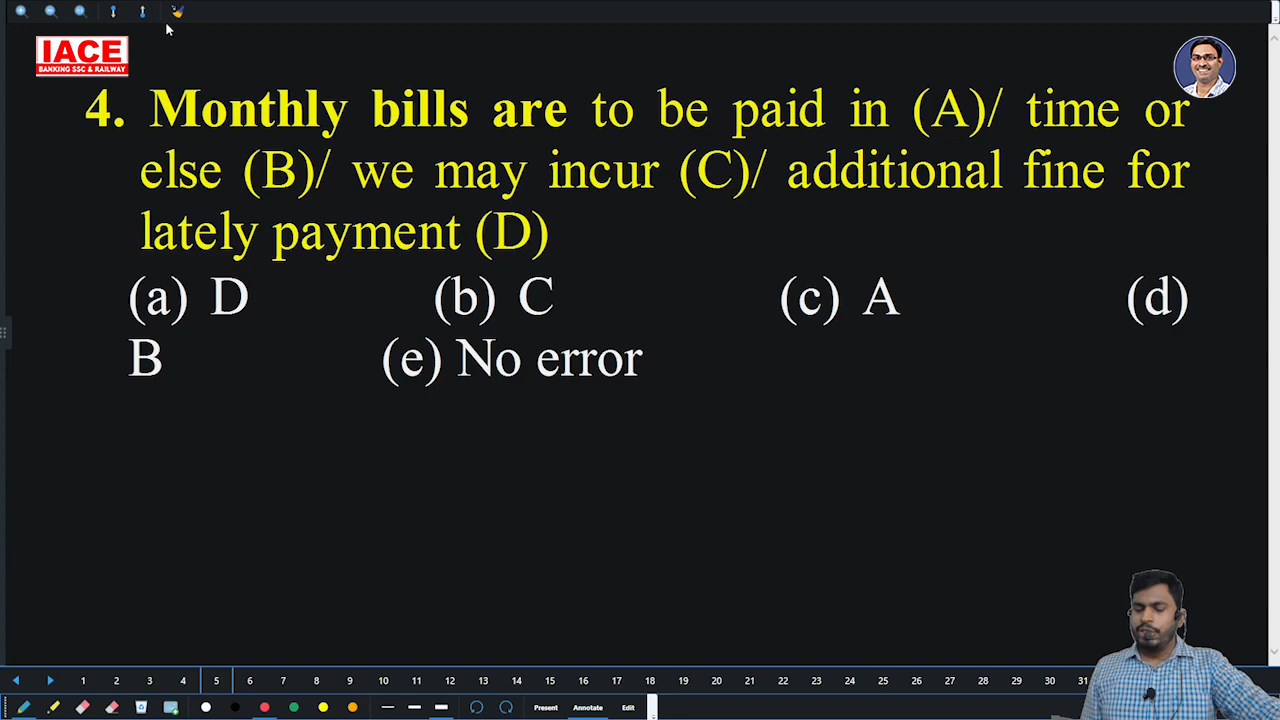 IACE
BANKING SSC & RAILWAY
4. Monthly bills are to be paid in (A)/ time or
else (B)/ we may incur (C)/ additional fine for
lately payment (D)
(a) D (b) C (c) A (d)
B (e) No error
1 2 3 4 5 6 7 8 9 10 11 12 13 14 15 16 17 18 19 20 21 22 23 24 25 26 27 28 29 30 31
Present Annotate Edit